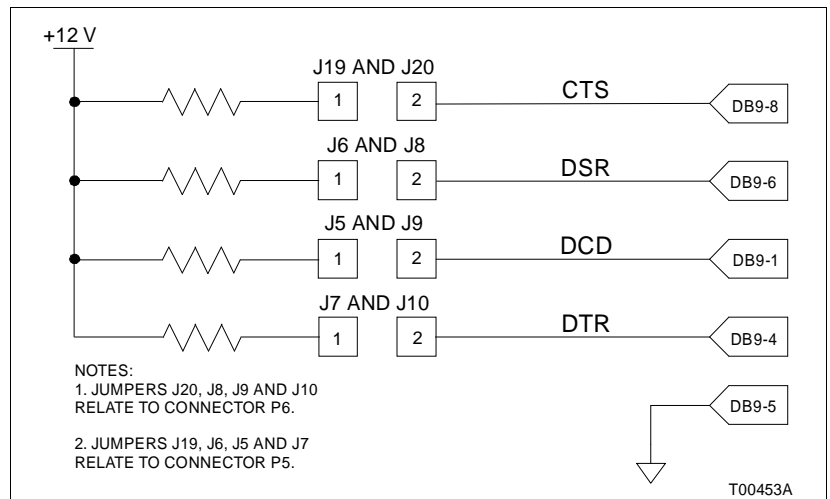 +12 V
J19 AND J20
1 2 CTS DB9-8
J6 AND J8
1 2 DSR DB9-6
J5 AND J9
1 2 DCD DB9-1
J7 AND J10
1 2 DTR DB9-4
NOTES:
1. JUMPERS J20, J8, J9 AND J10
RELATE TO CONNECTOR P6.
DB9-5
2. JUMPERS J19, J6, J5 AND J7
RELATE TO CONNECTOR P5.
T00453A